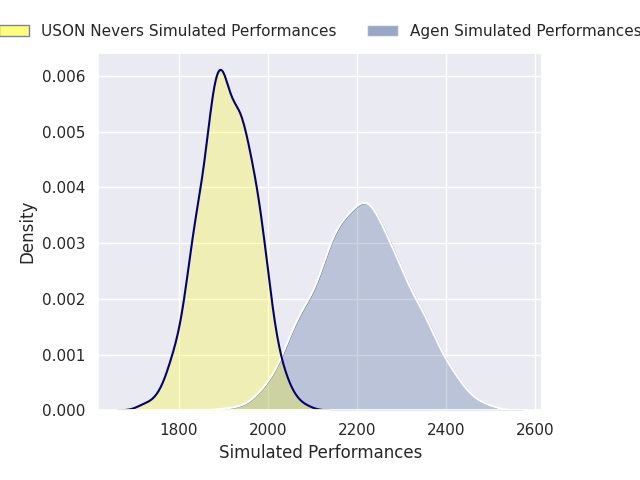 USON Nevers Simulated Performances
Agen Simulated Performances
0.006
0.005
0.004
0.003
0.002
0.001
0.000
Density
1800 2000 2200 2400 2600
Simulated Performances